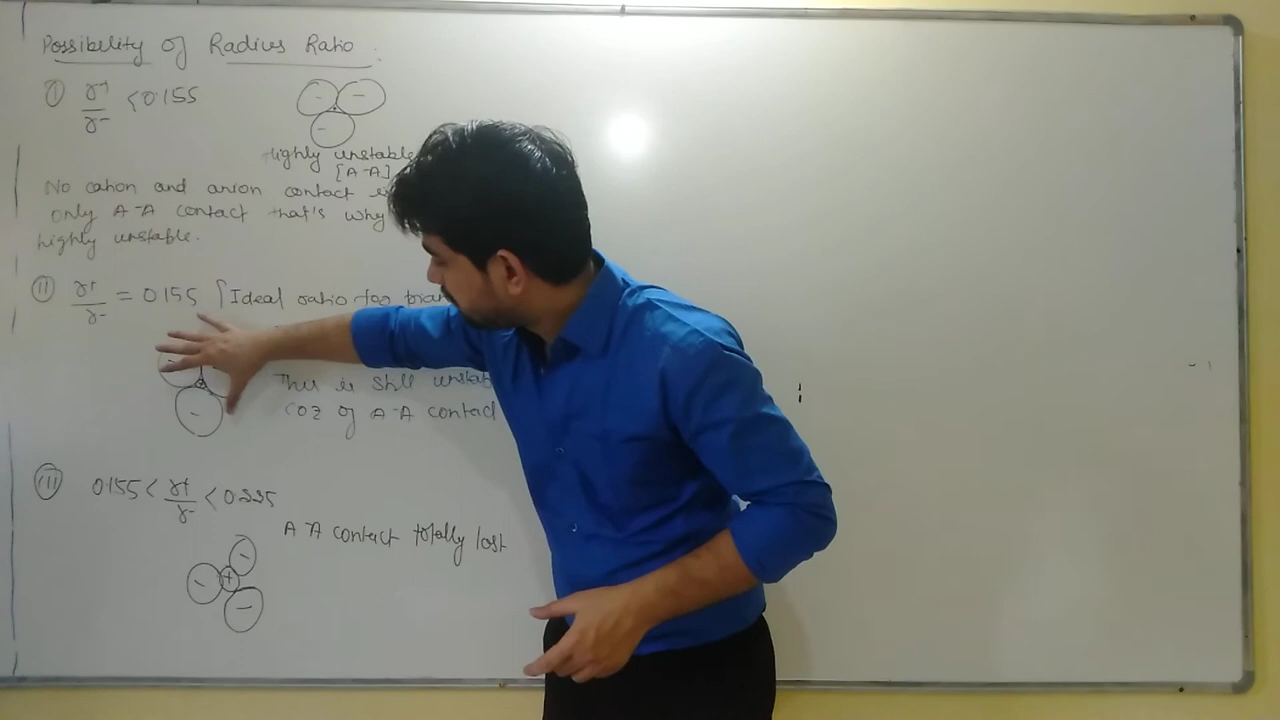 Possibility of Radius Ratio :
(I) r+/r- < 0.155
- -
-
Highly unstable
[A-A]
No cation and anion contact is
only A-A contact that's why
highly unstable.
(II) r+/r- = 0.155 [Ideal ratio for
This is still
-
coz of A-A contact
(III) 0.155 < r+/r- < 0.225
A A contact totally lost
-
- +
-